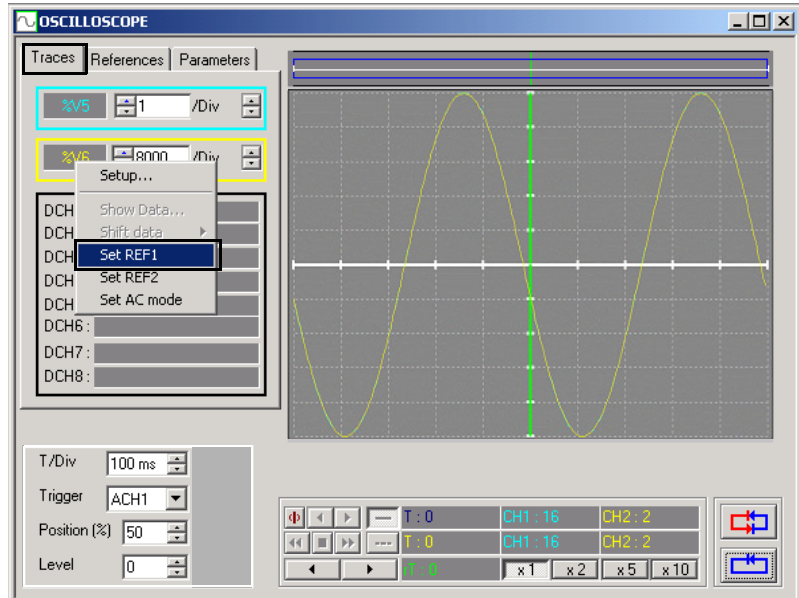 OSCILLOSCOPE
Traces References Parameters
%V5 1 /Div
%V6 8000 /Div
Setup...
Show Data...
Shift data
Set REF1
Set REF2
Set AC mode
DCH
DCH
DCH
DCH
DCH
DCH6 :
DCH7 :
DCH8 :
T/Div 100 ms
Trigger ACH1
Position (%) 50
Level 0
T : 0 CH1 : 16 CH2 : 2
T : 0 CH1 : 16 CH2 : 2
rT : 0 x 1 x 2 x 5 x 10